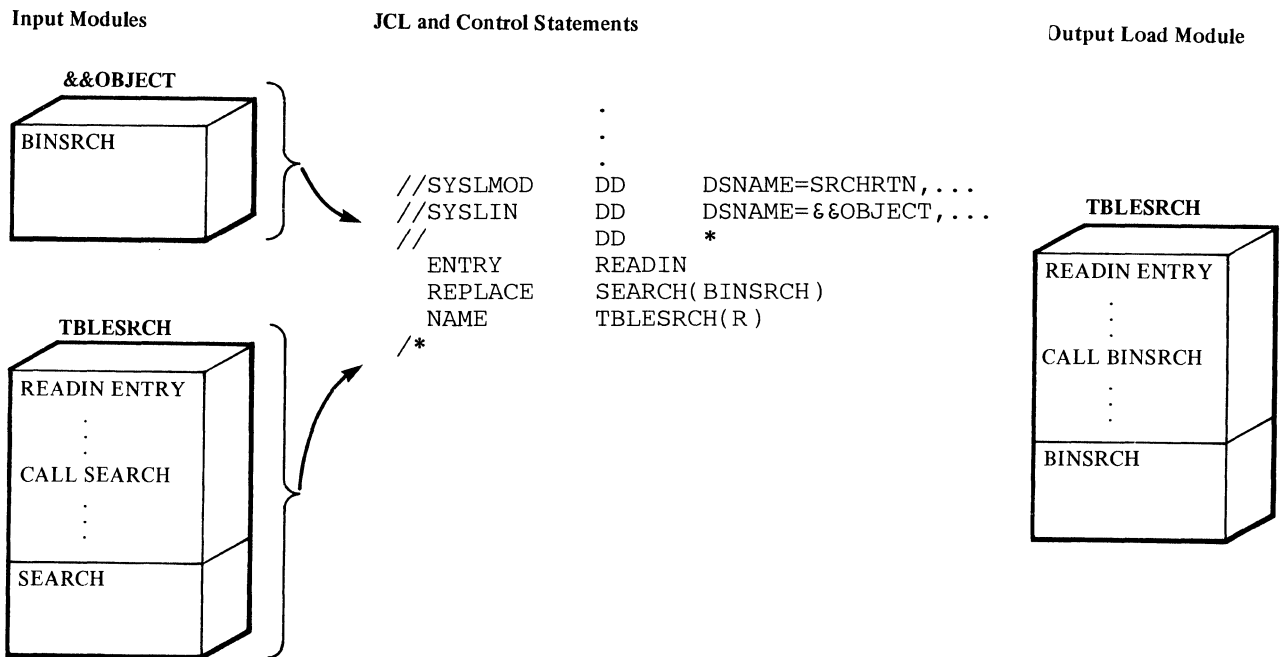 Input Modules
JCL and Control Statements
Output Load Module
&&OBJECT
BINSRCH
TBLESRCH
READIN ENTRY
.
.
.
CALL SEARCH
.
.
.
SEARCH
.
.
.
//SYSLMOD DD DSNAME=SRCHRTN,...
//SYSLIN DD DSNAME=&&OBJECT,...
// DD *
ENTRY READIN
REPLACE SEARCH(BINSRCH)
NAME TBLESRCH(R)
/*
TBLESRCH
READIN ENTRY
.
.
.
CALL BINSRCH
.
.
.
BINSRCH